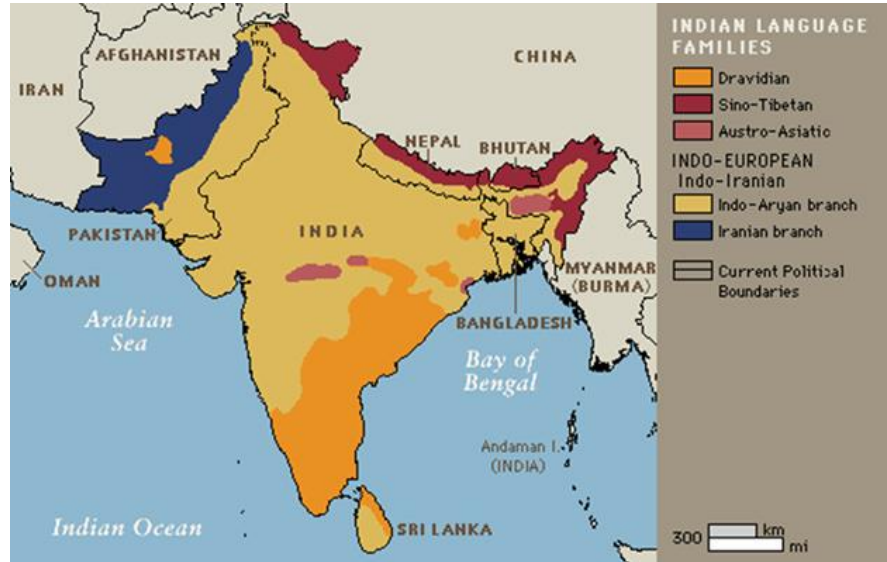 AFGHANISTAN
IRAN
CHINA
NEPAL
BHUTAN
INDIA
PAKISTAN
OMAN
MYANMAR
(BURMA)
BANGLADESH
Arabian
Sea
Bay of
Bengal
Andaman I.
(INDIA)
SRI LANKA
Indian Ocean
INDIAN LANGUAGE
FAMILIES
Dravidian
Sino-Tibetan
Austro-Asiatic
INDO-EUROPEAN
Indo-Iranian
Indo-Aryan branch
Iranian branch
Current Political
Boundaries
300 km
mi